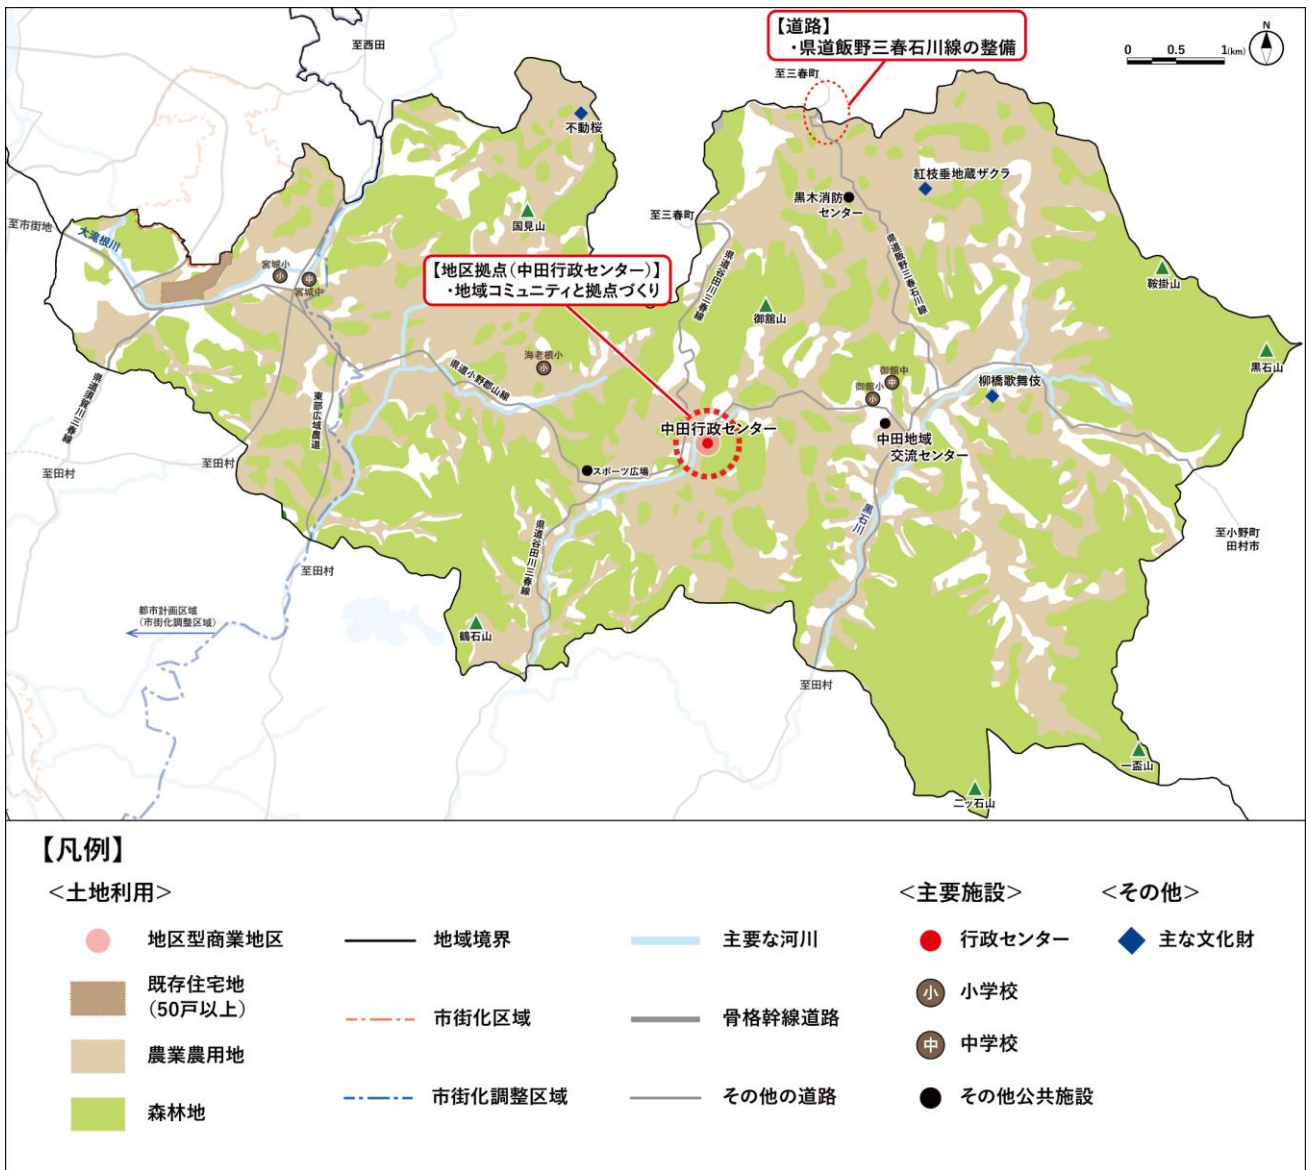 【道路】
・県道飯野三春石川線の整備
0 0.5 1(km)
N
至西田
至三春町
不動桜
紅枝垂地蔵ザクラ
黒木消防
センター
至三春町
至市街地
大滝根川
国見山
宮城小
小
中
宮城中
【地区拠点(中田行政センター)】
・地域コミュニティと拠点づくり
県道谷田川三春線
県道飯野三春石川線
鞍掛山
御館山
黒石山
海老根小
小
県道小野郡山線
御館中
中
御館小
小
柳橋歌舞伎
県道須賀川三春線
東部広域農道
中田行政センター
中田地域
交流センター
至田村
至田村
スポーツ広場
県道谷田川三春線
黒石川
至小野町
田村市
至田村
都市計画区域
(市街化調整区域)
鶴石山
至田村
一盃山
二ッ石山
【凡例】
<土地利用>
地区型商業地区
既存住宅地
(50戸以上)
農業農用地
森林地
地域境界
市街化区域
市街化調整区域
主要な河川
骨格幹線道路
その他の道路
<主要施設>
行政センター
小 小学校
中 中学校
その他公共施設
<その他>
主な文化財